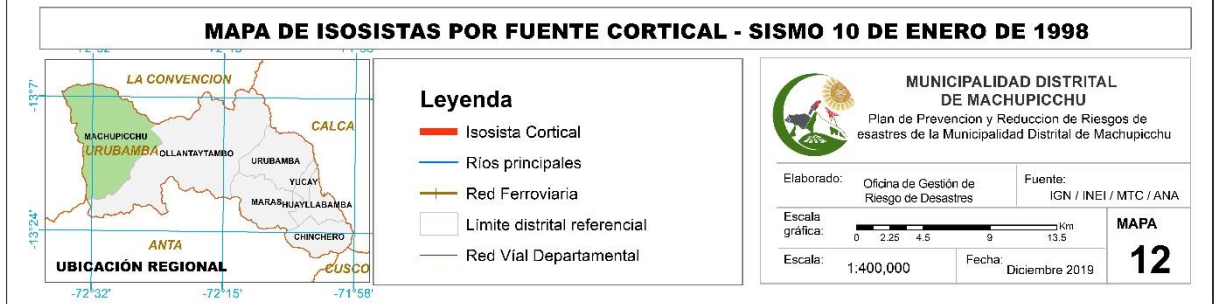 MAPA DE ISOSISTAS POR FUENTE CORTICAL - SISMO 10 DE ENERO DE 1998
-72°32' -72°15' -71°58'
-13°7'
-13°24'
LA CONVENCION
CALCA
MACHUPICCHU
URUBAMBA
OLLANTAYTAMBO
URUBAMBA
YUCAY
MARAS
HUAYLLABAMBA
CHINCHERO
ANTA
CUSCO
UBICACIÓN REGIONAL
-72°32' -72°15' -71°58'
Leyenda
Isosista Cortical
Ríos principales
Red Ferroviaria
Límite distrital referencial
Red Víal Departamental
MUNICIPALIDAD DISTRITAL
DE MACHUPICCHU
Plan de Prevencion y Reduccion de Riesgos de
esastres de la Municipalidad Distrital de Machupicchu
Elaborado:
Oficina de Gestión de
Riesgo de Desastres
Fuente:
IGN / INEI / MTC / ANA
Escala
gráfica:
Km
0 2.25 4.5 9 13.5
Escala:
1:400,000
Fecha:
Diciembre 2019
MAPA
12